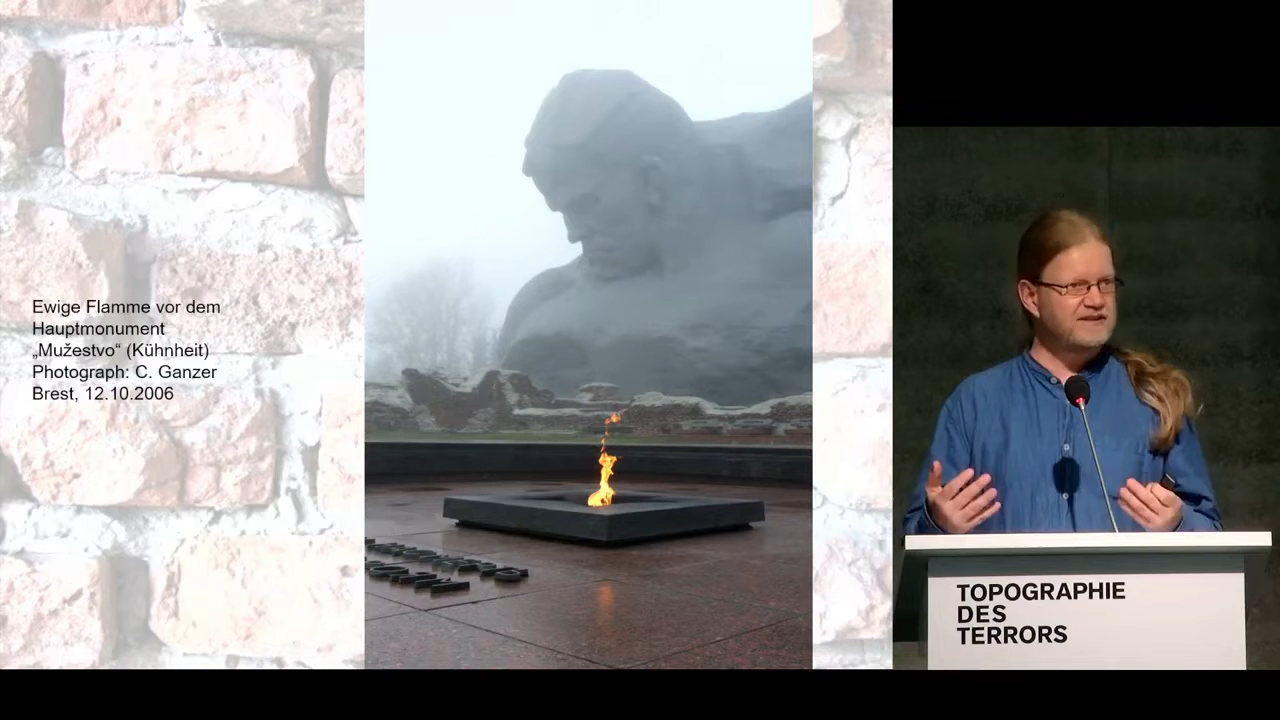 Ewige Flamme vor dem
Hauptmonument
„Mužestvo“ (Kühnheit)
Photograph: C. Ganzer
Brest, 12.10.2006
TOPOGRAPHIE
DES
TERRORS